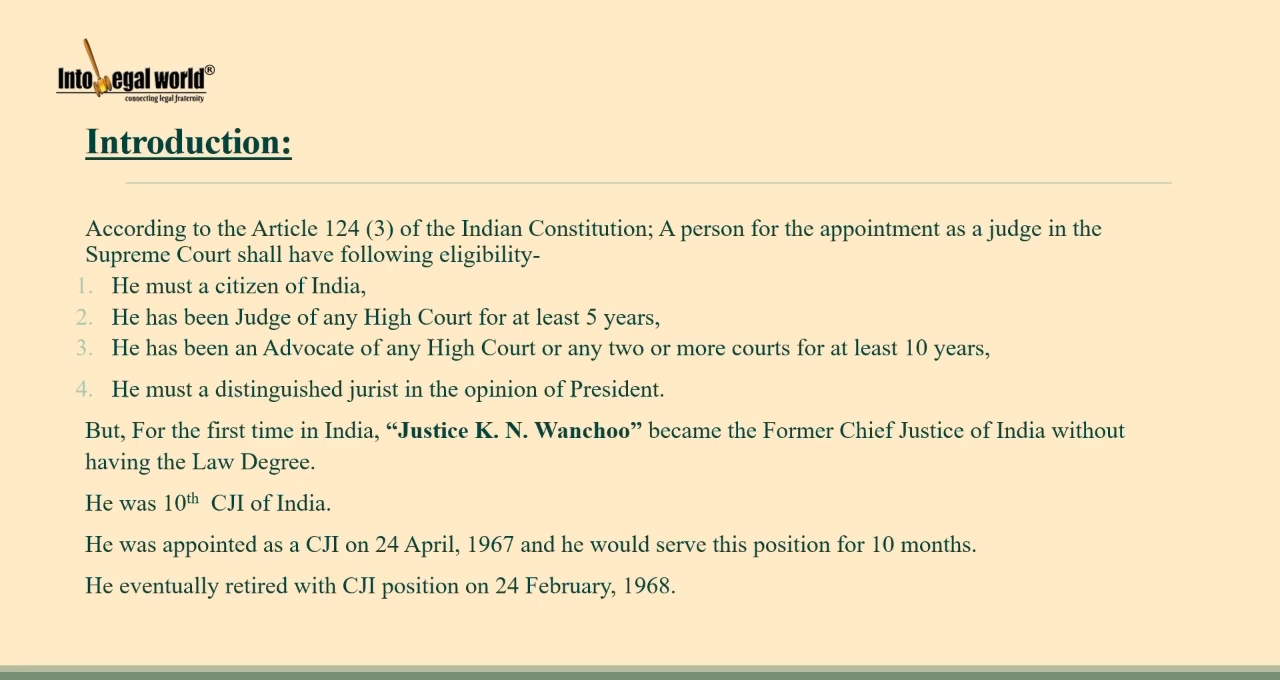 Into Legal world®
connecting legal fraternity
Introduction:
According to the Article 124 (3) of the Indian Constitution; A person for the appointment as a judge in the
Supreme Court shall have following eligibility-
1. He must a citizen of India,
2. He has been Judge of any High Court for at least 5 years,
3. He has been an Advocate of any High Court or any two or more courts for at least 10 years,
4. He must a distinguished jurist in the opinion of President.
But, For the first time in India, “Justice K. N. Wanchoo” became the Former Chief Justice of India without
having the Law Degree.
He was 10th CJI of India.
He was appointed as a CJI on 24 April, 1967 and he would serve this position for 10 months.
He eventually retired with CJI position on 24 February, 1968.